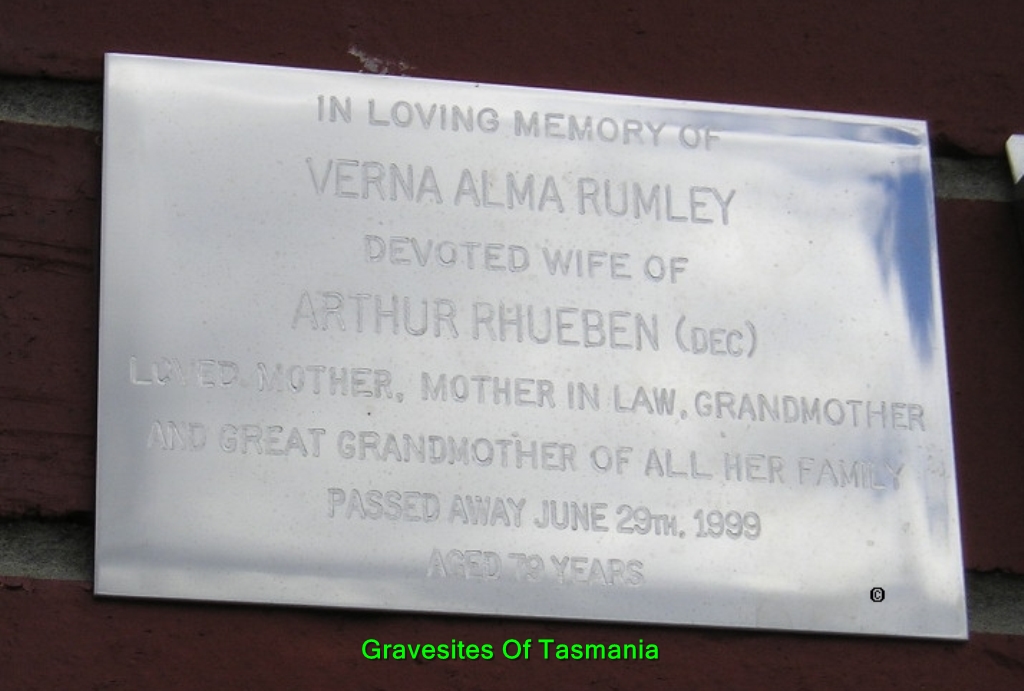 IN LOVING MEMORY OF
VERNA ALMA RUMLEY
DEVOTED WIFE OF
ARTHUR RHUEBEN (DEC)
LOVED MOTHER, MOTHER IN LAW, GRANDMOTHER
AND GREAT GRANDMOTHER OF ALL HER FAMILY
PASSED AWAY JUNE 29TH, 1999
AGED 79 YEARS
©
Gravesites Of Tasmania